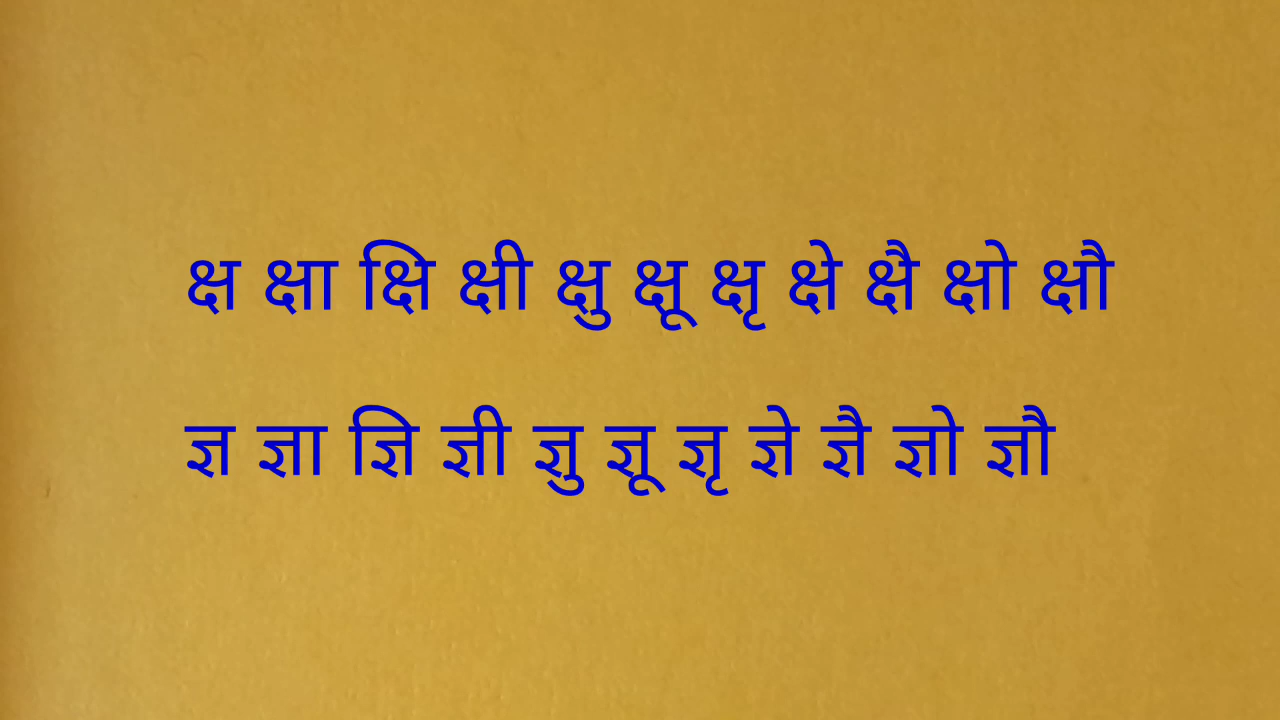 क्ष क्षा क्षि क्षी क्षु क्षू क्षृ क्षे क्षै क्षो क्षौ
ज्ञ ज्ञा ज्ञि ज्ञी ज्ञु ज्ञू ज्ञृ ज्ञे ज्ञै ज्ञो ज्ञौ